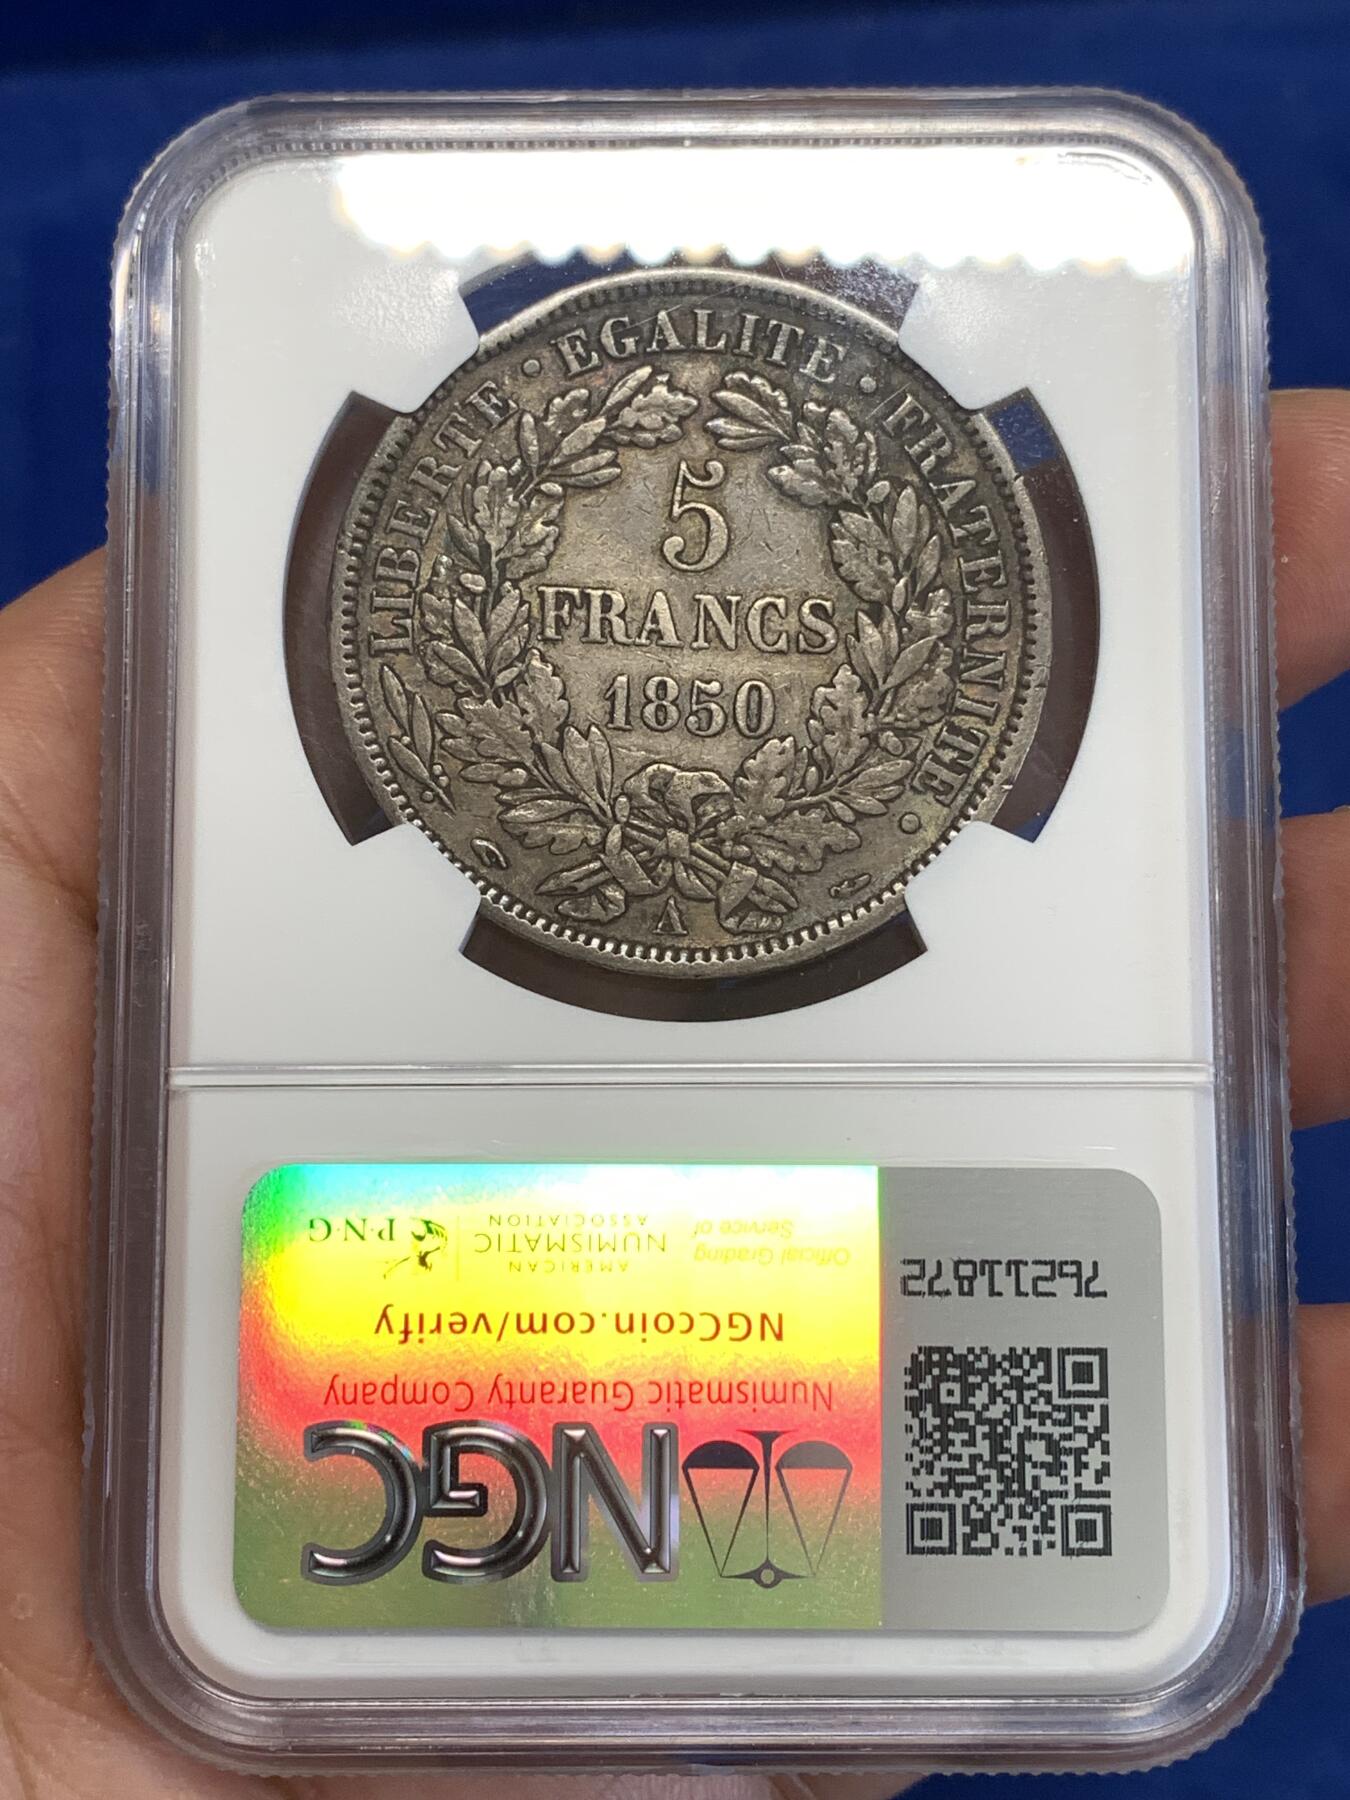 LIBERTE · EGALITE · FRATERNITE
5
FRANCS
1850
A
76211872
NGC
Numismatic Guaranty Company
NGCcoin.com/verify
Official Grading
Service of
AMERICAN
NUMISMATIC
ASSOCIATION
P·N·G